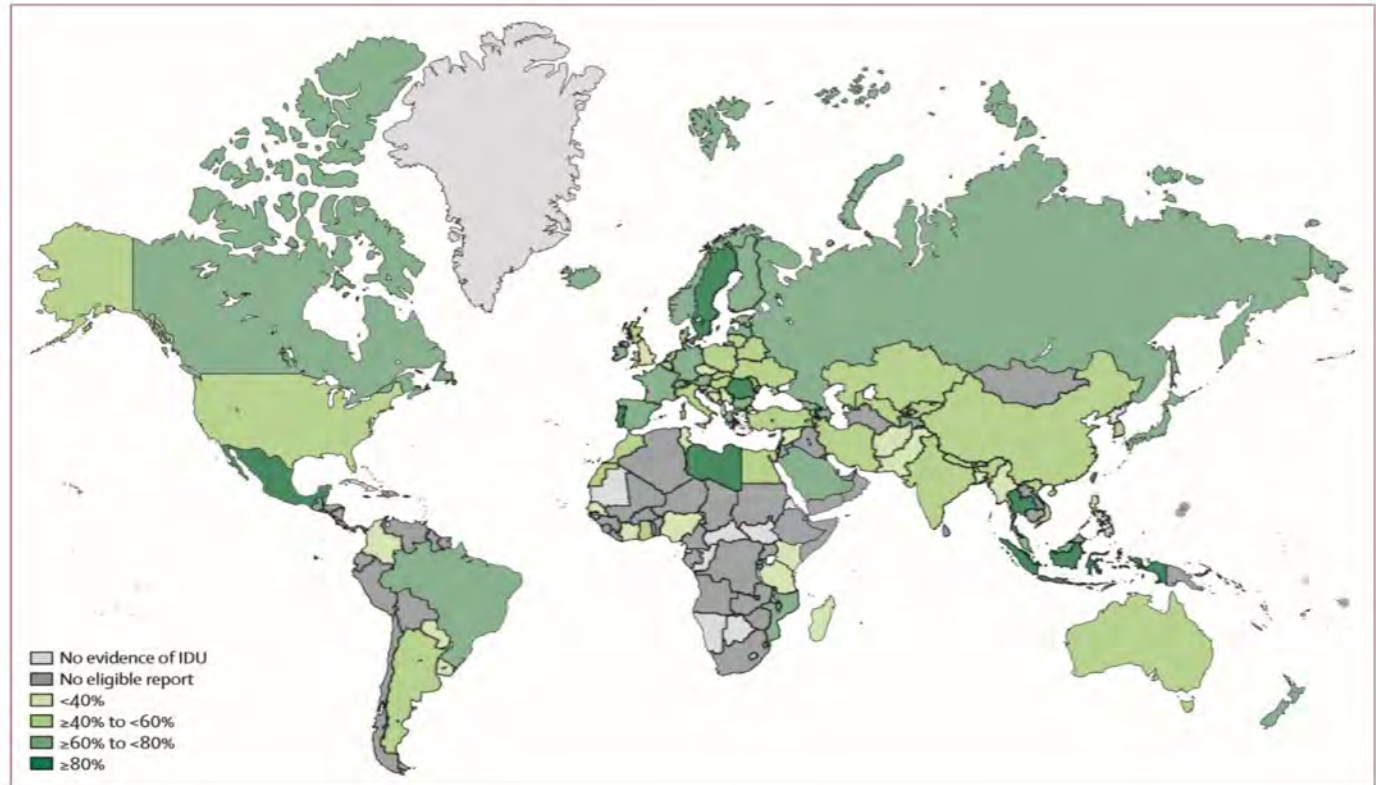 No evidence of IDU
No eligible report
<40%
≥40% to <60%
≥60% to <80%
≥80%